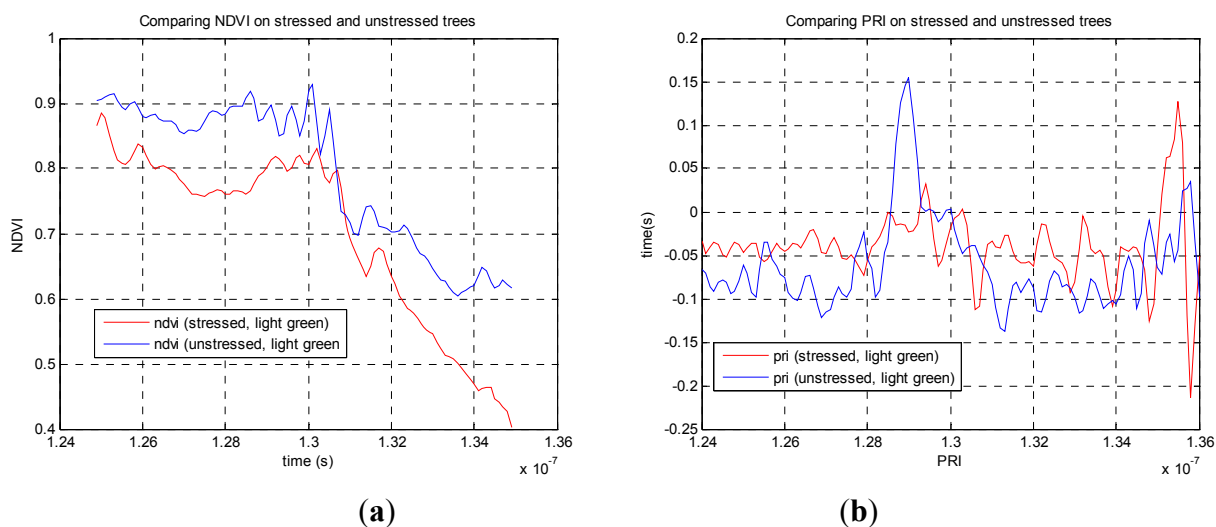 Comparing NDVI on stressed and unstressed trees
1
0.9
0.8
0.7
0.6
0.5
0.4
NDVI
ndvi (stressed, light green)
ndvi (unstressed, light green
1.24
1.26
1.28
1.3
1.32
1.34
1.36
time (s)
x 10⁻⁷
(a)
Comparing PRI on stressed and unstressed trees
0.2
0.15
0.1
0.05
0
-0.05
-0.1
-0.15
-0.2
-0.25
time(s)
pri (stressed, light green)
pri (unstressed, light green)
1.24
1.26
1.28
1.3
1.32
1.34
1.36
PRI
x 10⁻⁷
(b)